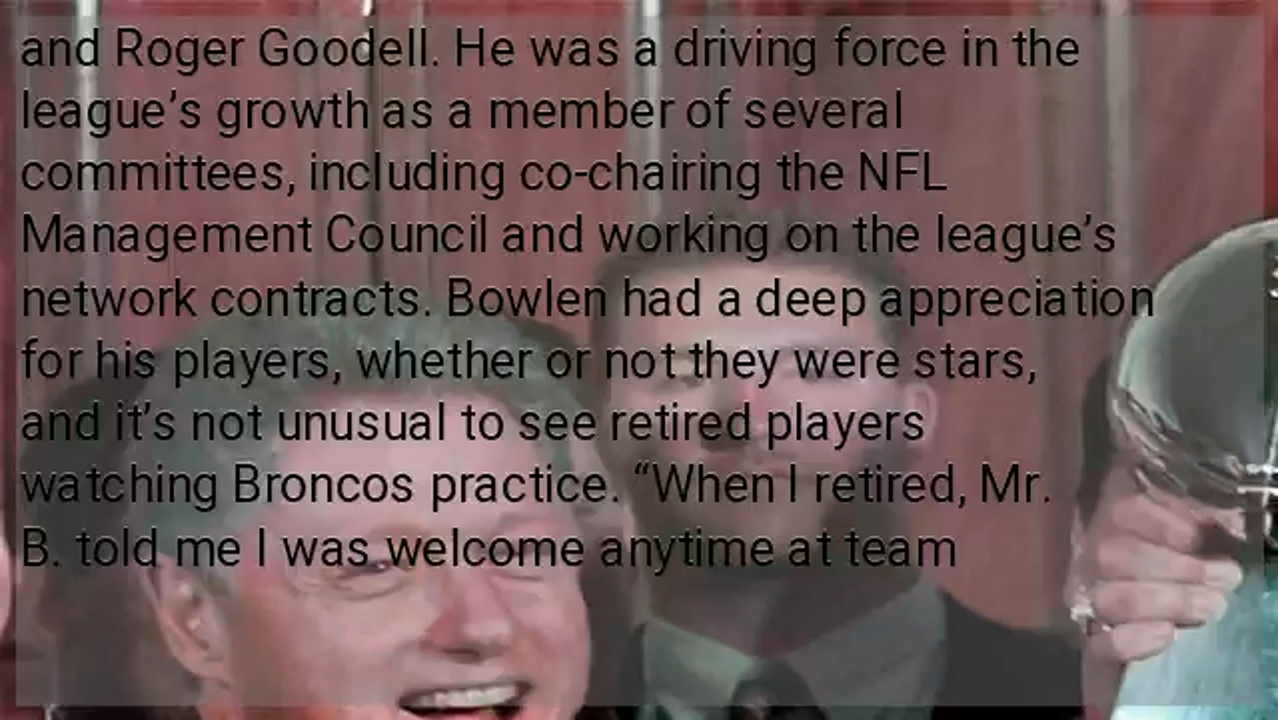 and Roger Goodell. He was a driving force in the
league’s growth as a member of several
committees, including co-chairing the NFL
Management Council and working on the league’s
network contracts. Bowlen had a deep appreciation
for his players, whether or not they were stars,
and it’s not unusual to see retired players
watching Broncos practice. “When I retired, Mr.
B. told me I was welcome anytime at team